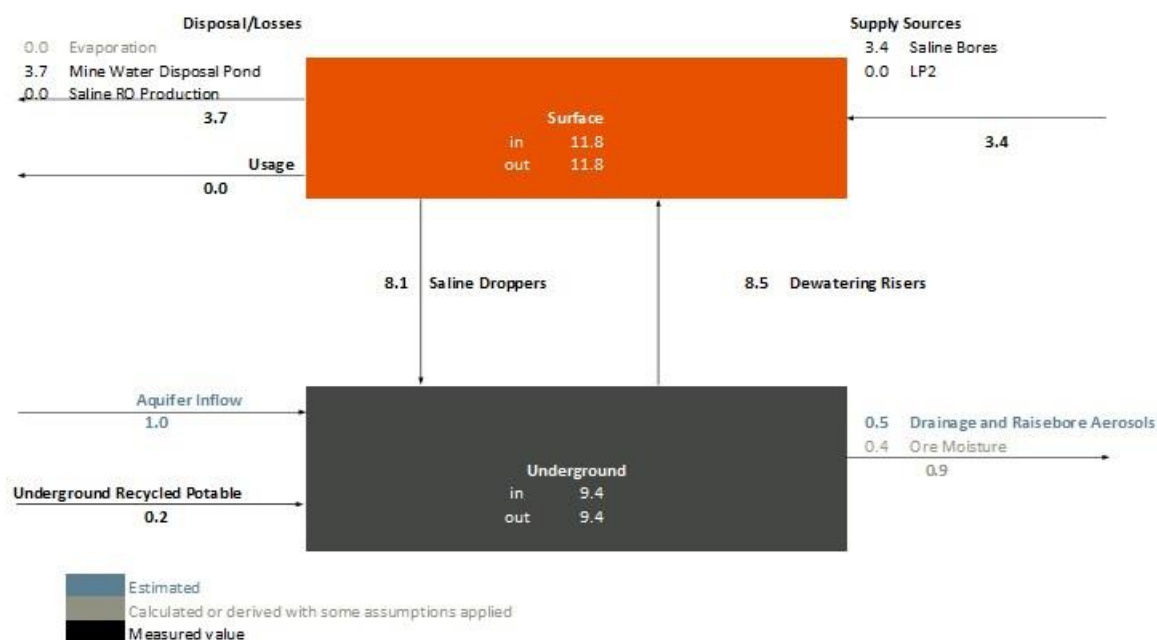 Disposal/Losses
0.0 Evaporation
3.7 Mine Water Disposal Pond
0.0 Saline RO Production
3.7
Usage
0.0
Supply Sources
3.4 Saline Bores
0.0 LP2
3.4
Surface
in 11.8
out 11.8
8.1 Saline Droppers
8.5 Dewatering Risers
Aquifer Inflow
1.0
Underground Recycled Potable
0.2
Underground
in 9.4
out 9.4
0.5 Drainage and Raisebore Aerosols
0.4 Ore Moisture
0.9
Estimated
Calculated or derived with some assumptions applied
Measured value